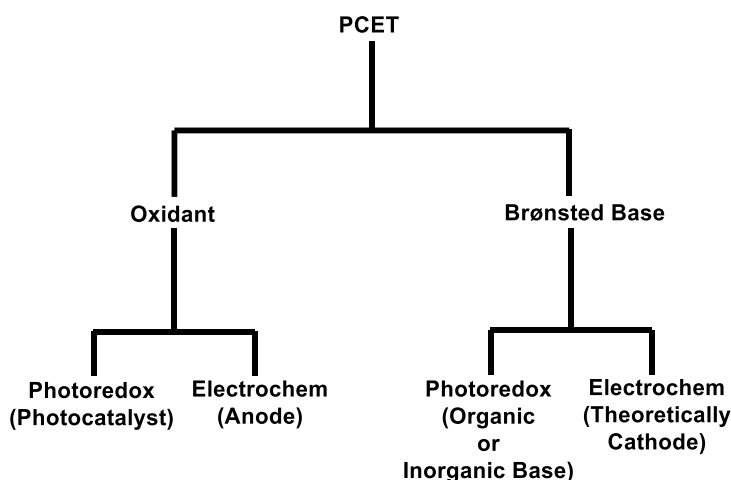 PCET
Oxidant
Brønsted Base
Photoredox
(Photocatalyst)
Electrochem
(Anode)
Photoredox
(Organic
or
Inorganic Base)
Electrochem
(Theoretically
Cathode)